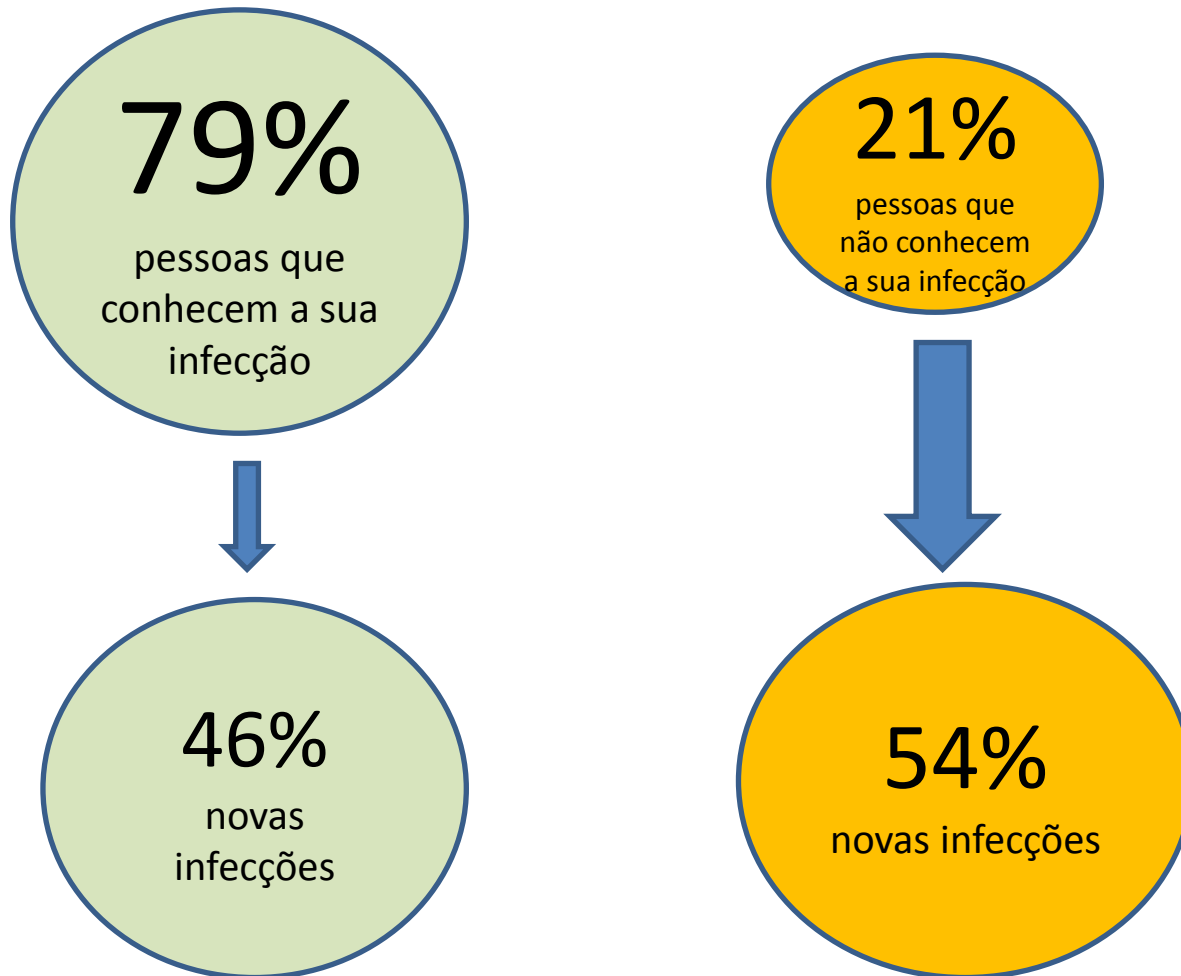 79%
pessoas que
conhecem a sua
infecção
21%
pessoas que
não conhecem
a sua infecção
46%
novas
infecções
54%
novas infecções